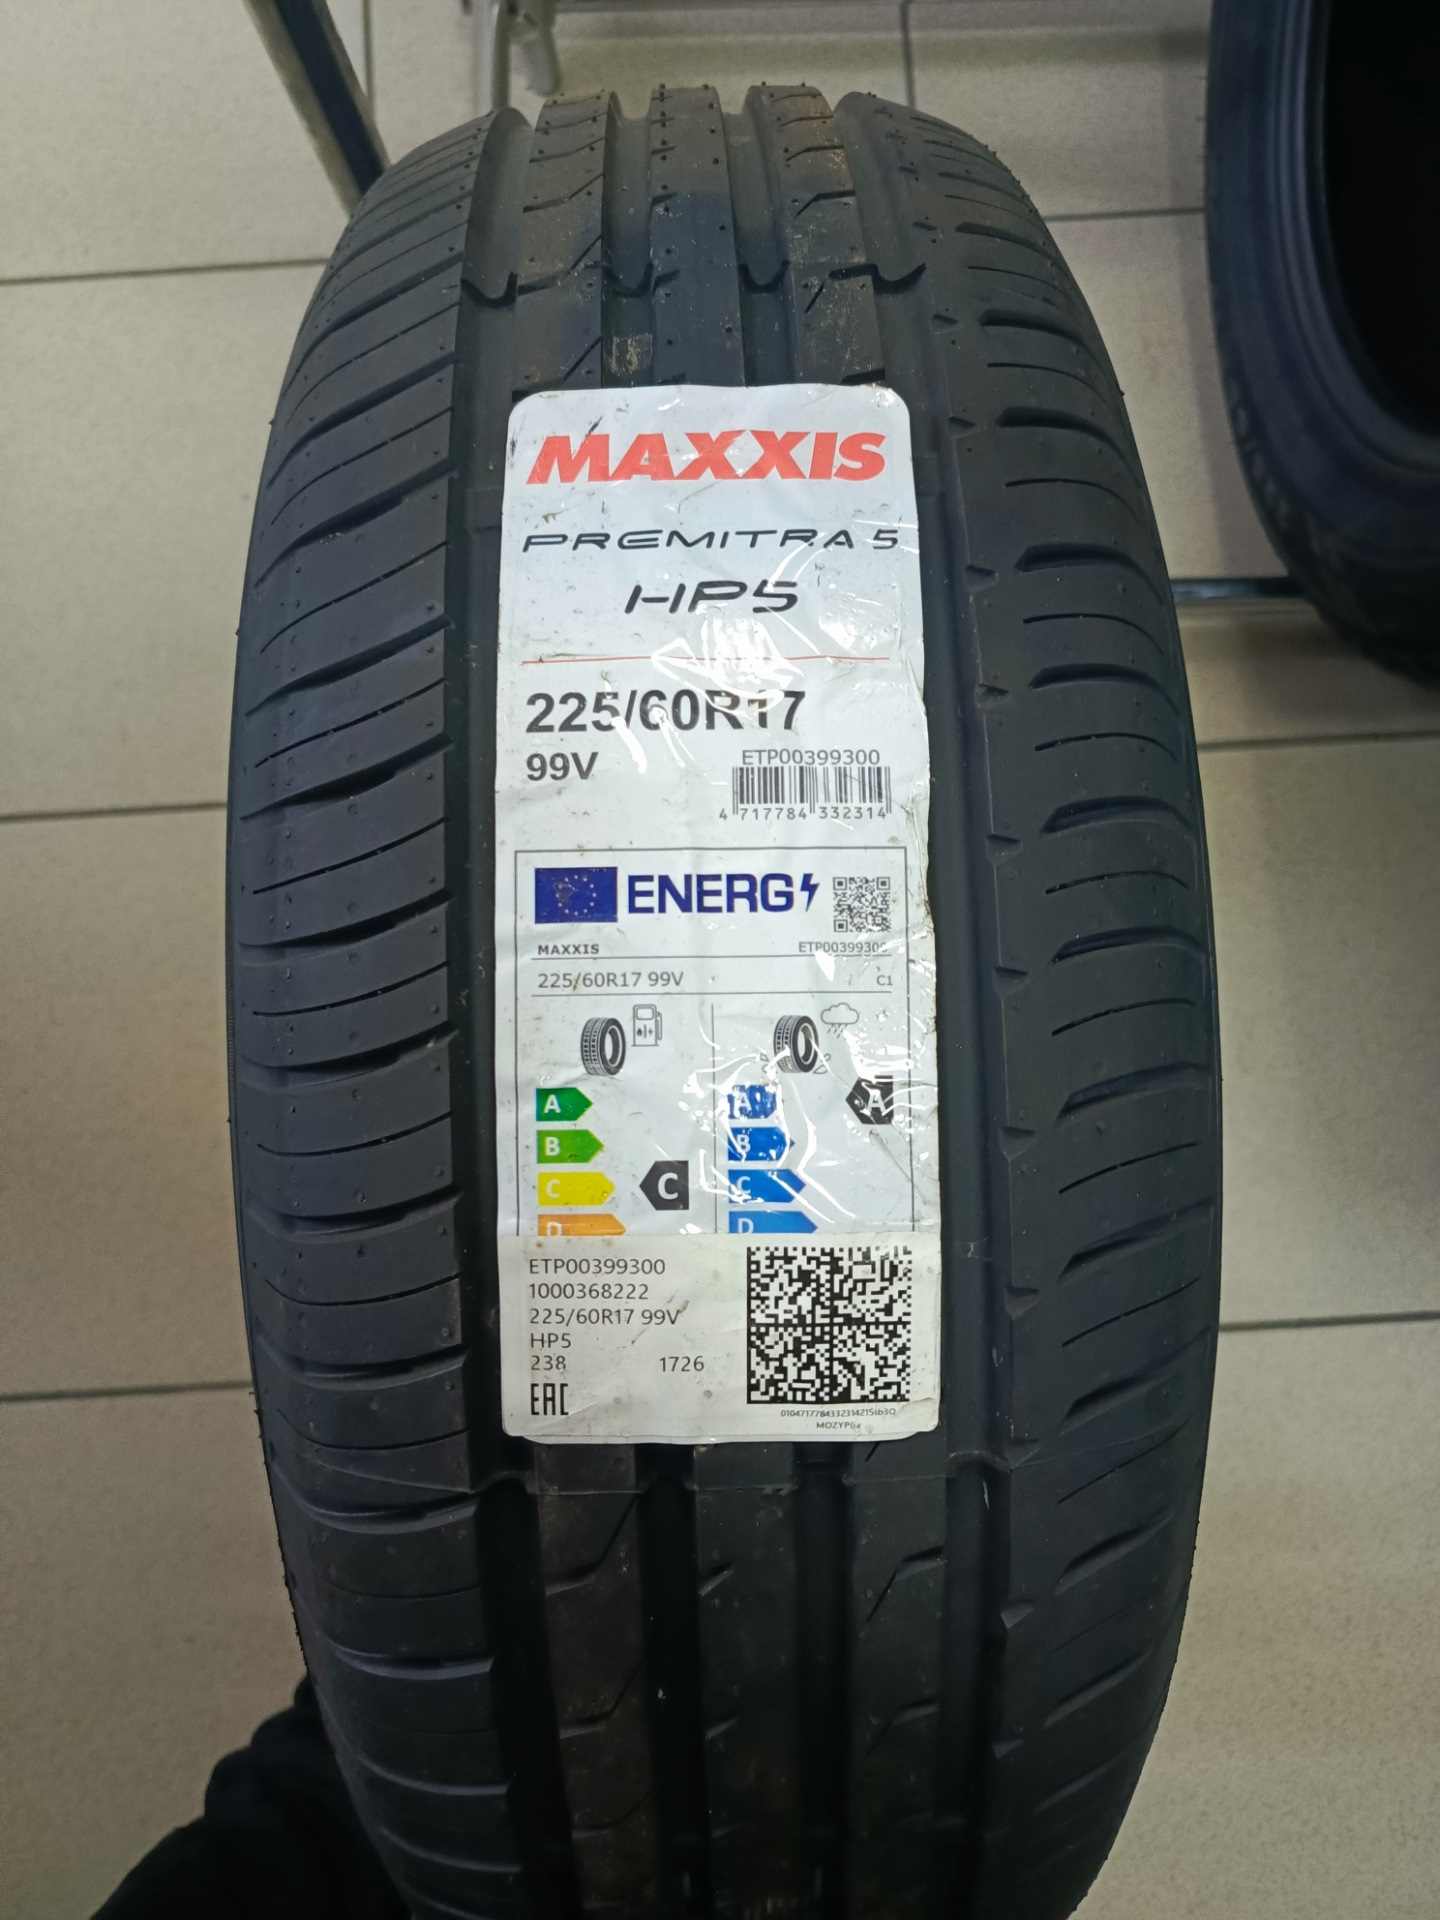 MAXXIS
PREMITRA 5
HP5
225/60R17
99V
ETP00399300
4 717784 332314
ENERG
MAXXIS ETP00399300
225/60R17 99V C1
A A A
B B
C C C
D D
ETP00399300
1000368222
225/60R17 99V
HP5
238 1726
EAC